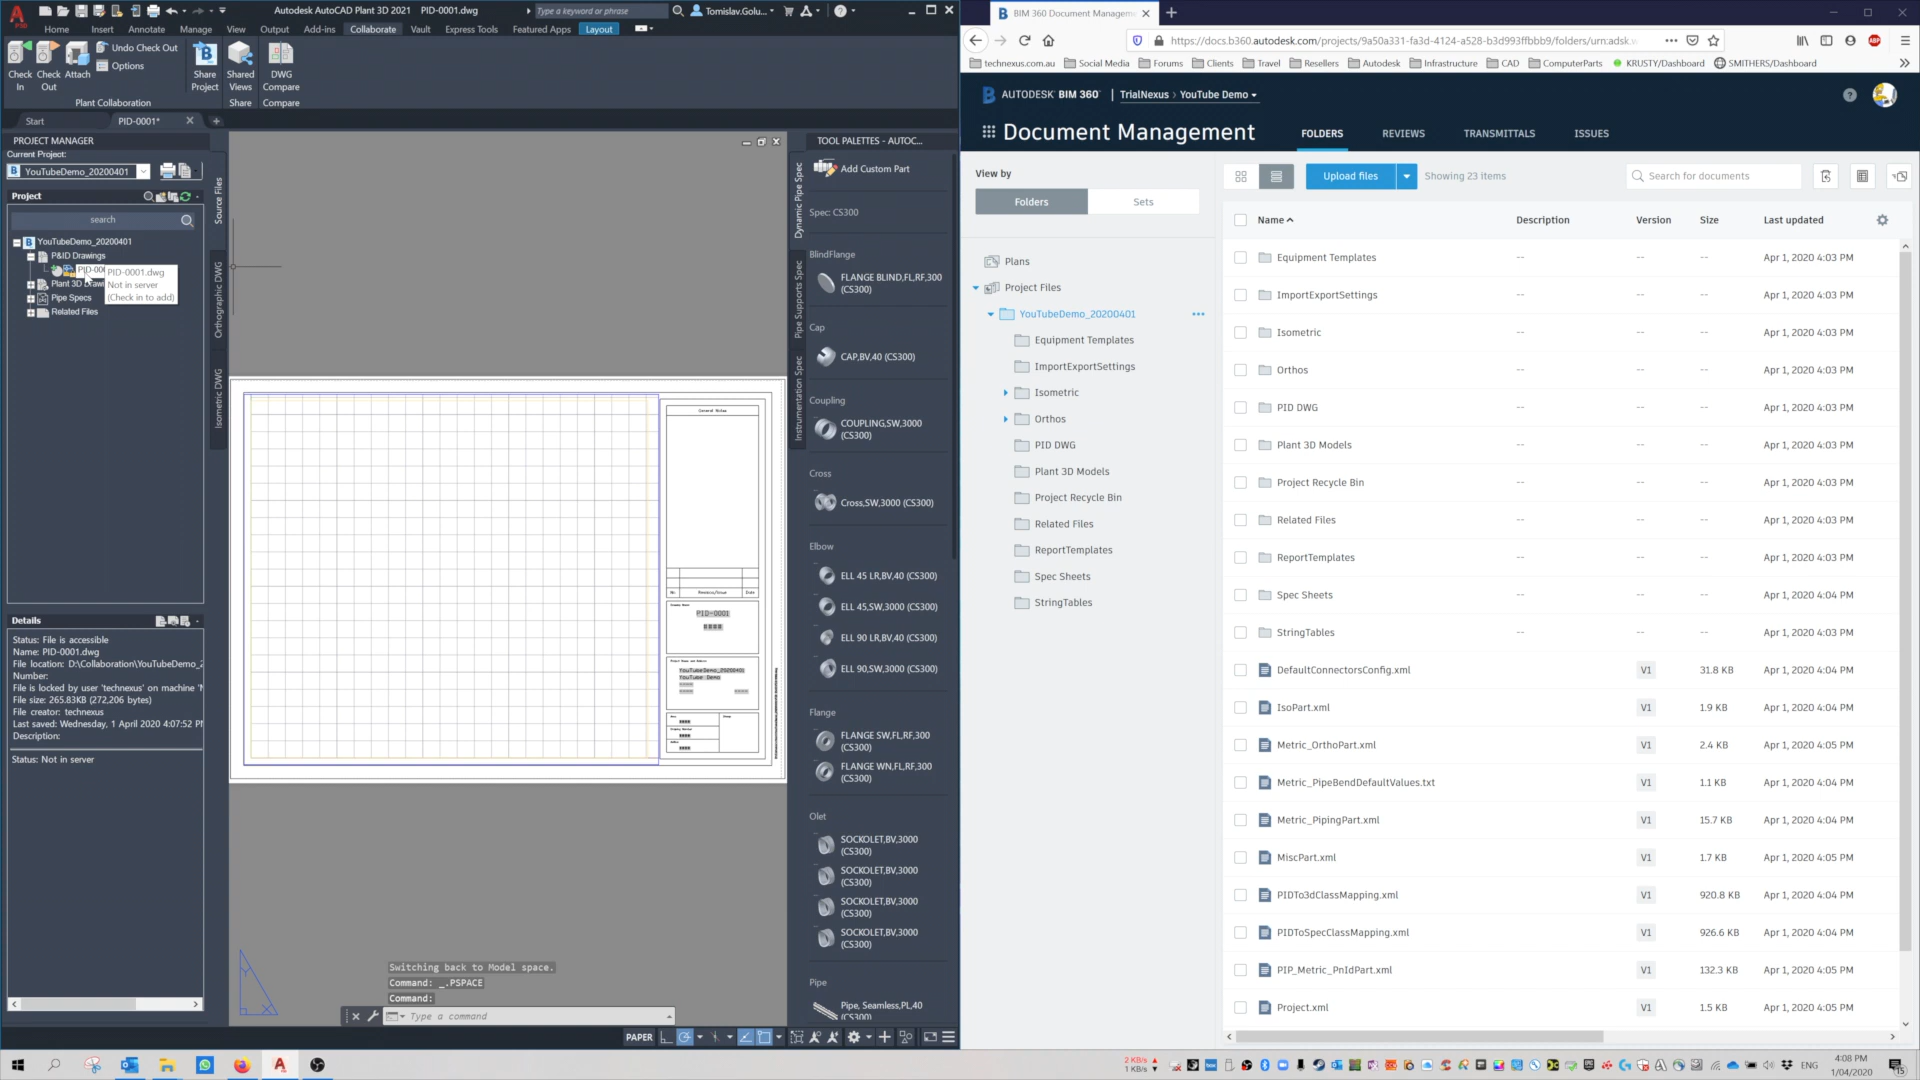 Autodesk AutoCAD Plant 3D 2021 PID-0001.dwg
Type a keyword or phrase
Tomislav.Golu...
Home Insert Annotate Manage View Output Add-ins Collaborate Vault Express Tools Featured Apps Layout
Check In
Check Out
Attach
Undo Check Out
Options
Share Project
Shared Views
DWG Compare
Plant Collaboration
Share
Compare
Start
PID-0001*
PROJECT MANAGER
Current Project:
YouTubeDemo_20200401
Project
search
YouTubeDemo_20200401
P&ID Drawings
PID-000
Plant 3D Drawi
Pipe Specs
Related Files
PID-0001.dwg
Not in server
(Check in to add)
Source Files
Orthographic DWG
Isometric DWG
Details
Status: File is accessible
Name: PID-0001.dwg
File location: D:\Collaboration\YouTubeDemo_2
Number:
File is locked by user 'technexus' on machine
File size: 265.83KB (272,206 bytes)
File creator: technexus
Last saved: Wednesday, 1 April 2020 4:07:52 PM
Description:
Status: Not in server
General Notes
No Revision/Issue Date
PID-0001
####
YouTubeDemo_20200401
YouTube Demo
Switching back to Model space.
Command: _.PSPACE
Command:
Type a command
PAPER
TOOL PALETTES - AUTOC...
Dynamic Pipe Spec
Pipe Supports Spec
Instrumentation Spec
Add Custom Part
Spec: CS300
BlindFlange
FLANGE BLIND,FL,RF,300 (CS300)
Cap
CAP,BV,40 (CS300)
Coupling
COUPLING,SW,3000 (CS300)
Cross
Cross,SW,3000 (CS300)
Elbow
ELL 45 LR,BV,40 (CS300)
ELL 45,SW,3000 (CS300)
ELL 90 LR,BV,40 (CS300)
ELL 90,SW,3000 (CS300)
Flange
FLANGE SW,FL,RF,300 (CS300)
FLANGE WN,FL,RF,300 (CS300)
Olet
SOCKOLET,BV,3000 (CS300)
SOCKOLET,BV,3000 (CS300)
SOCKOLET,BV,3000 (CS300)
SOCKOLET,BV,3000 (CS300)
Pipe
Pipe, Seamless,PL,40 (CS300)
BIM 360 Document Managem
https://docs.b360.autodesk.com/projects/9a50a331-fa3d-4124-a528-b3d993ffbbb9/folders/urn:adsk.w
technexus.com.au Social Media Forums Clients Travel Resellers Autodesk Infrastructure CAD ComputerParts KRUSTY/Dashboard SMITHERS/Dashboard
AUTODESK BIM 360 TrialNexus > YouTube Demo
Document Management
FOLDERS REVIEWS TRANSMITTALS ISSUES
View by
Folders Sets
Plans
Project Files
YouTubeDemo_20200401
Equipment Templates
ImportExportSettings
Isometric
Orthos
PID DWG
Plant 3D Models
Project Recycle Bin
Related Files
ReportTemplates
Spec Sheets
StringTables
Upload files
Showing 23 items
Search for documents
Name Description Version Size Last updated
Equipment Templates -- -- -- Apr 1, 2020 4:03 PM
ImportExportSettings -- -- -- Apr 1, 2020 4:03 PM
Isometric -- -- -- Apr 1, 2020 4:03 PM
Orthos -- -- -- Apr 1, 2020 4:03 PM
PID DWG -- -- -- Apr 1, 2020 4:03 PM
Plant 3D Models -- -- -- Apr 1, 2020 4:03 PM
Project Recycle Bin -- -- -- Apr 1, 2020 4:03 PM
Related Files -- -- -- Apr 1, 2020 4:03 PM
ReportTemplates -- -- -- Apr 1, 2020 4:03 PM
Spec Sheets -- -- -- Apr 1, 2020 4:04 PM
StringTables -- -- -- Apr 1, 2020 4:03 PM
DefaultConnectorsConfig.xml V1 31.8 KB Apr 1, 2020 4:04 PM
IsoPart.xml V1 1.9 KB Apr 1, 2020 4:04 PM
Metric_OrthoPart.xml V1 2.4 KB Apr 1, 2020 4:05 PM
Metric_PipeBendDefaultValues.txt V1 1.1 KB Apr 1, 2020 4:04 PM
Metric_PipingPart.xml V1 15.7 KB Apr 1, 2020 4:04 PM
MiscPart.xml V1 1.7 KB Apr 1, 2020 4:05 PM
PIDTo3dClassMapping.xml V1 920.8 KB Apr 1, 2020 4:04 PM
PIDToSpecClassMapping.xml V1 926.6 KB Apr 1, 2020 4:04 PM
PIP_Metric_PnIdPart.xml V1 132.3 KB Apr 1, 2020 4:05 PM
Project.xml V1 1.5 KB Apr 1, 2020 4:05 PM
2 KB/s
1 KB/s
ENG
4:08 PM
1/04/2020